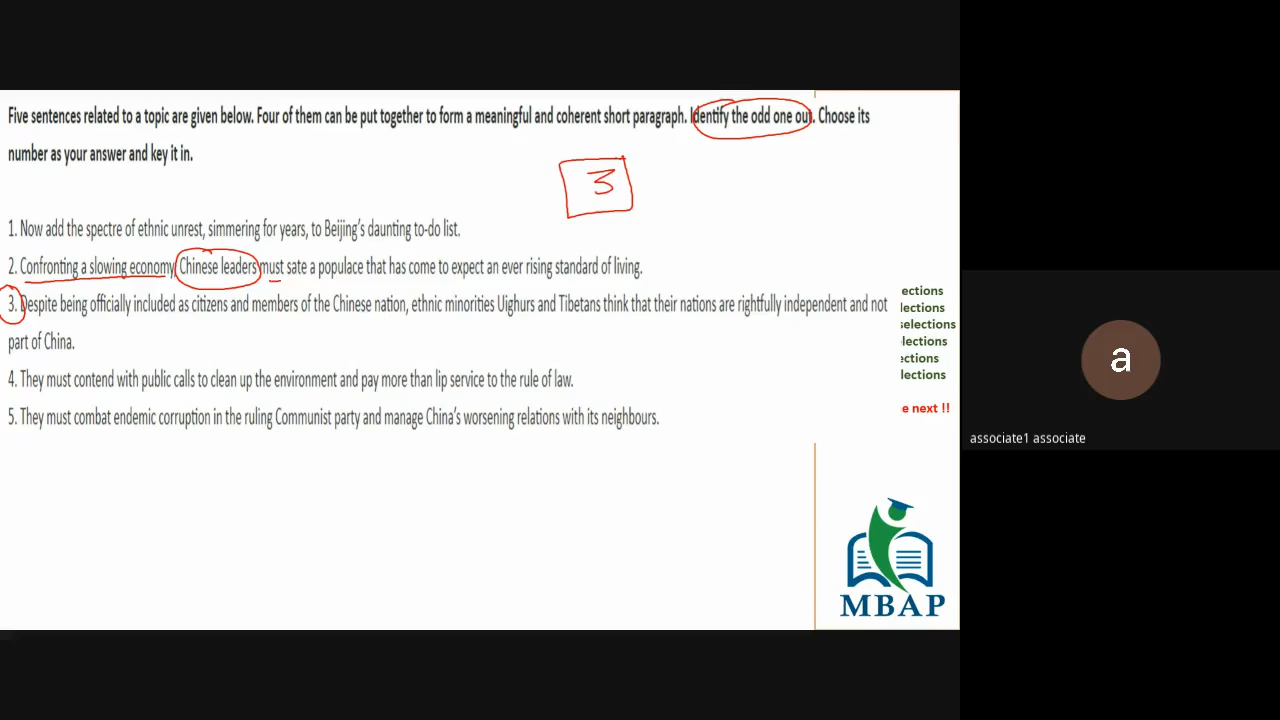 Five sentences related to a topic are given below. Four of them can be put together to form a meaningful and coherent short paragraph. Identify the odd one out. Choose its
number as your answer and key it in.
3
1. Now add the spectre of ethnic unrest, simmering for years, to Beijing's daunting to-do list.
2. Confronting a slowing economy, Chinese leaders must sate a populace that has come to expect an ever rising standard of living.
3. Despite being officially included as citizens and members of the Chinese nation, ethnic minorities Uighurs and Tibetans think that their nations are rightfully independent and not
part of China.
4. They must contend with public calls to clean up the environment and pay more than lip service to the rule of law.
5. They must combat endemic corruption in the ruling Communist party and manage China's worsening relations with its neighbours.
ections
lections
selections
lections
ections
lections
e next !!
MBAP
a
associate1 associate